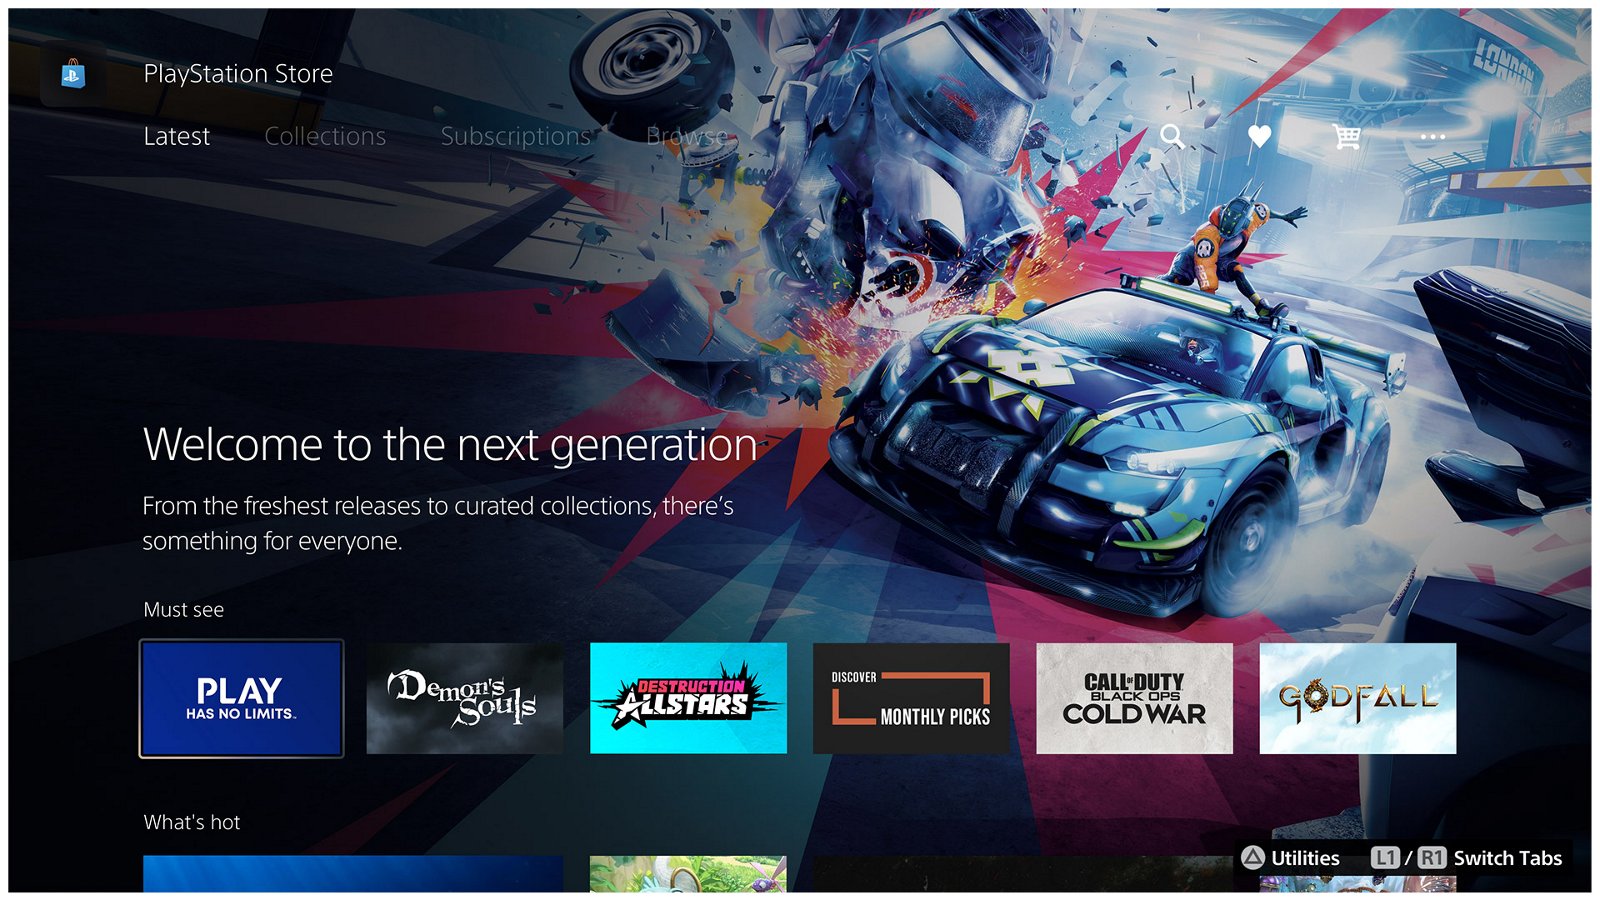 PlayStation Store
Latest Collections Subscriptions Browse
LONDON
Welcome to the next generation
From the freshest releases to curated collections, there's
something for everyone.
Must see
PLAY
HAS NO LIMITS™
Demon's
Souls
DESTRUCTION
ALLSTARS
DISCOVER
MONTHLY PICKS
CALL OF DUTY
BLACK OPS
COLD WAR
GODFALL
What's hot
Utilities L1 / R1 Switch Tabs